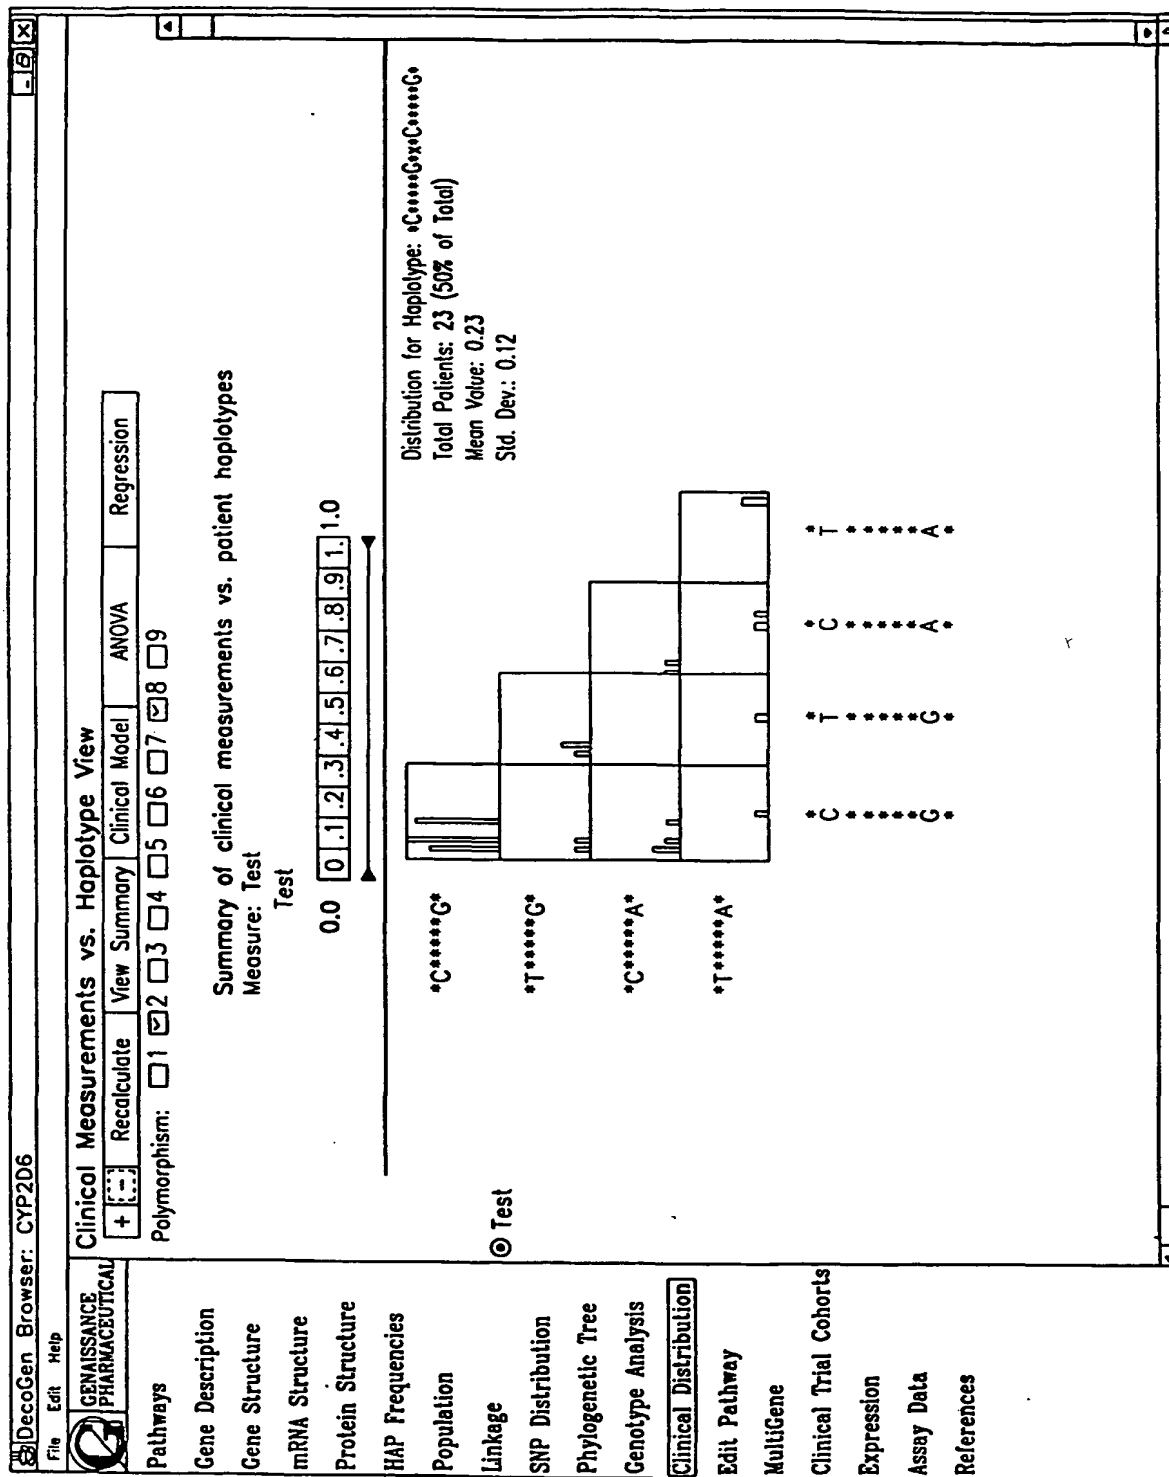 DecoGen Browser: CYP2D6
File Edit Help
GENAISSANCE
PHARMACEUTICAL
Pathways
Gene Description
Gene Structure
mRNA Structure
Protein Structure
HAP Frequencies
Population
Linkage
SNP Distribution
Phylogenetic Tree
Genotype Analysis
Clinical Distribution
Edit Pathway
MultiGene
Clinical Trial Cohorts
Expression
Assay Data
References
Clinical Measurements vs. Haplotype View
+ - Recalculate View Summary Clinical Model ANOVA Regression
Polymorphism: 1 2 3 4 5 6 7 8 9
Summary of clinical measurements vs. patient haplotypes
Measure: Test
Test
0.0 0 .1 .2 .3 .4 .5 .6 .7 .8 .9 1. 1.0
Test
Distribution for Haplotype: *C*****G*x*C*****G*
Total Patients: 23 (50% of Total)
Mean Value: 0.23
Std. Dev.: 0.12
*C*****G*
*T*****G*
*C*****A*
*T*****A*
*C*****G*
*T*****G*
*C*****A*
*T*****A*